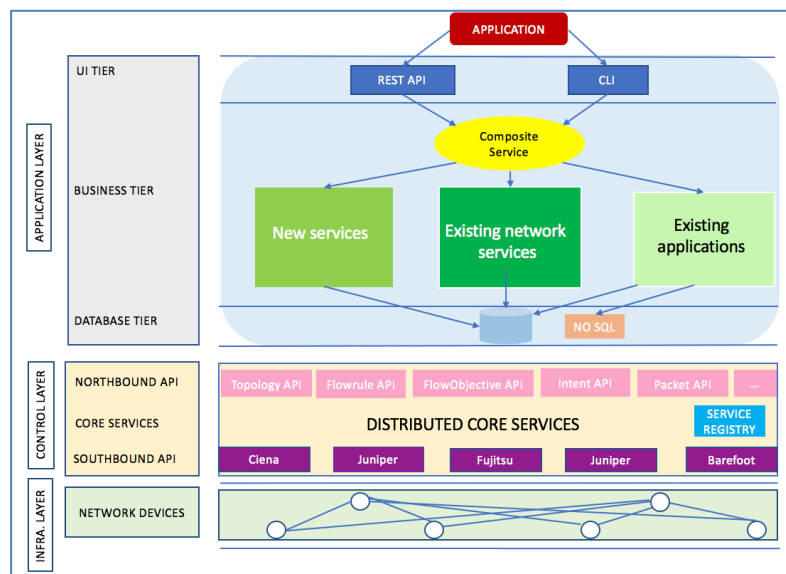 APPLICATION
UI TIER
REST API
CLI
Composite
Service
APPLICATION LAYER
BUSINESS TIER
New services
Existing network
services
Existing
applications
DATABASE TIER
NO SQL
CONTROL LAYER
NORTHBOUND API
Topology API
Flowrule API
FlowObjective API
Intent API
Packet API
...
CORE SERVICES
DISTRIBUTED CORE SERVICES
SERVICE
REGISTRY
SOUTHBOUND API
Ciena
Juniper
Fujitsu
Juniper
Barefoot
INFRA. LAYER
NETWORK DEVICES